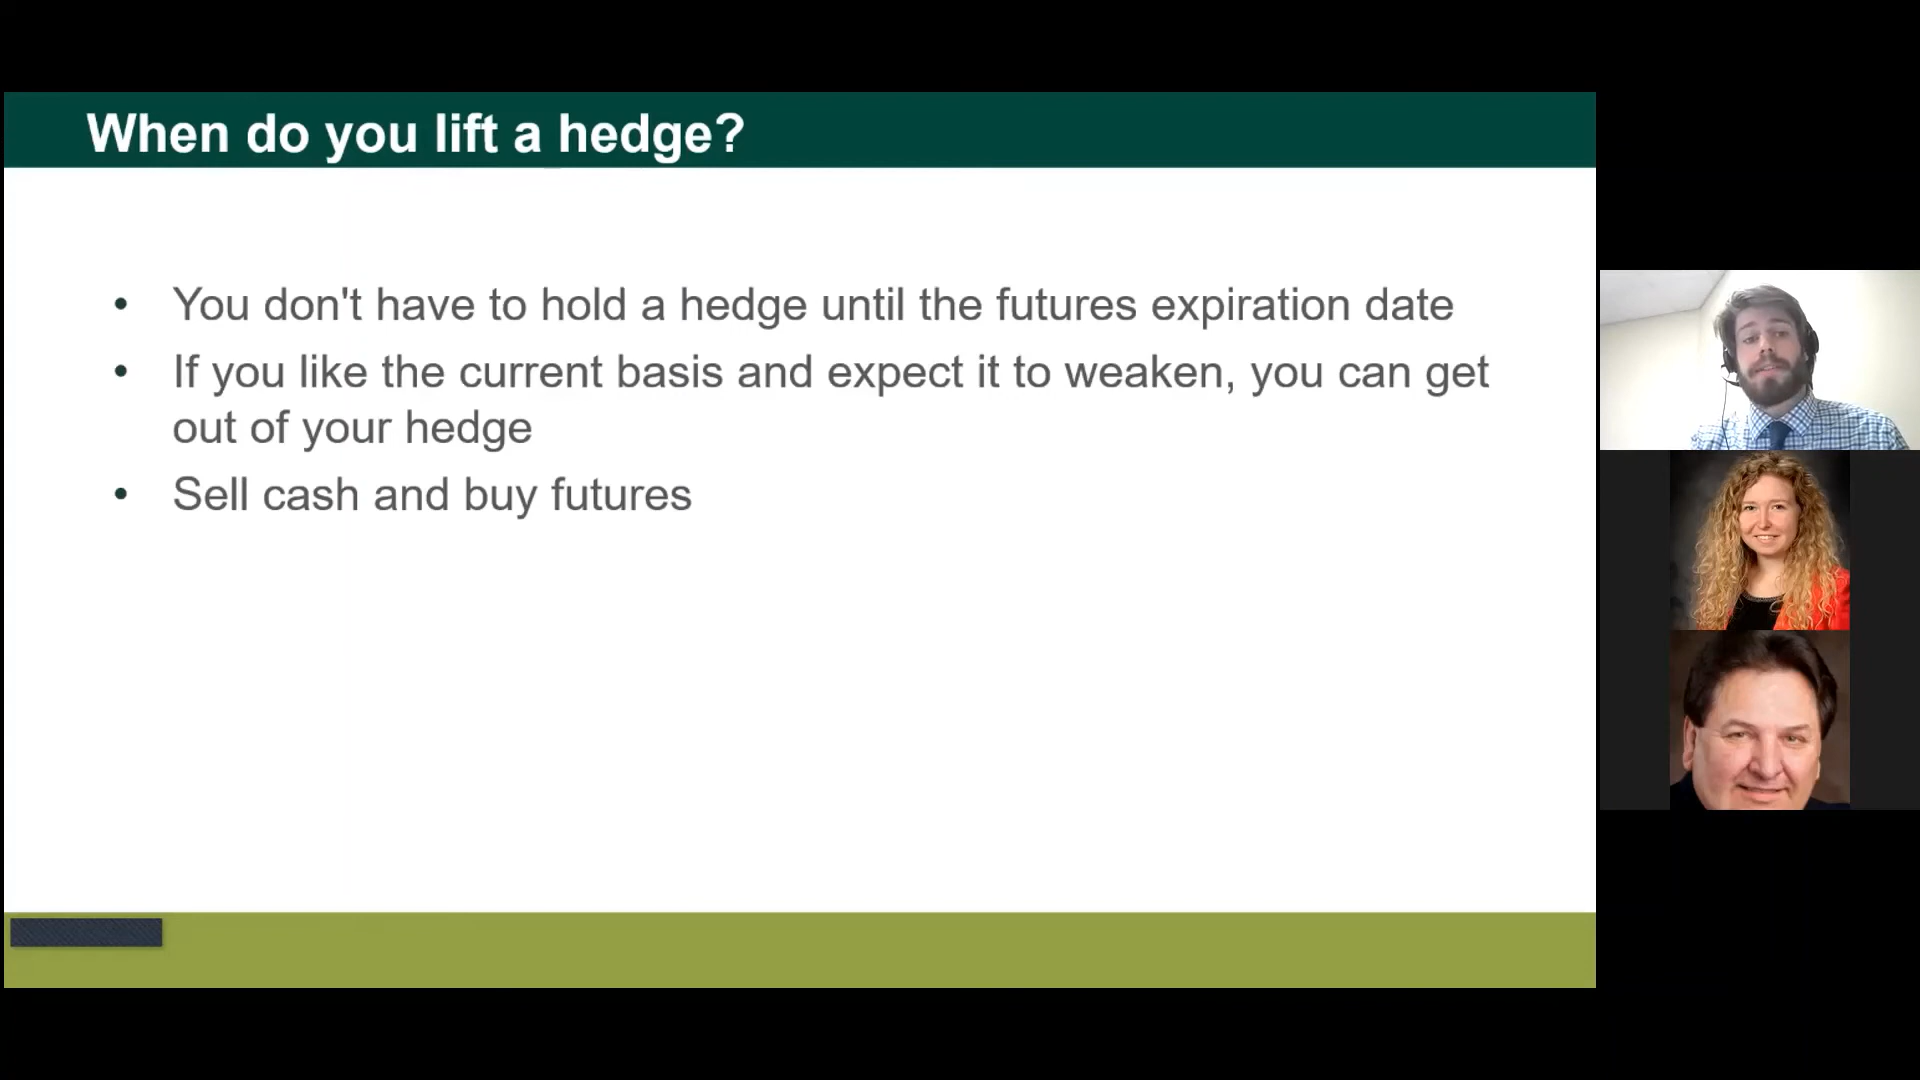 When do you lift a hedge?
• You don't have to hold a hedge until the futures expiration date
• If you like the current basis and expect it to weaken, you can get
out of your hedge
• Sell cash and buy futures